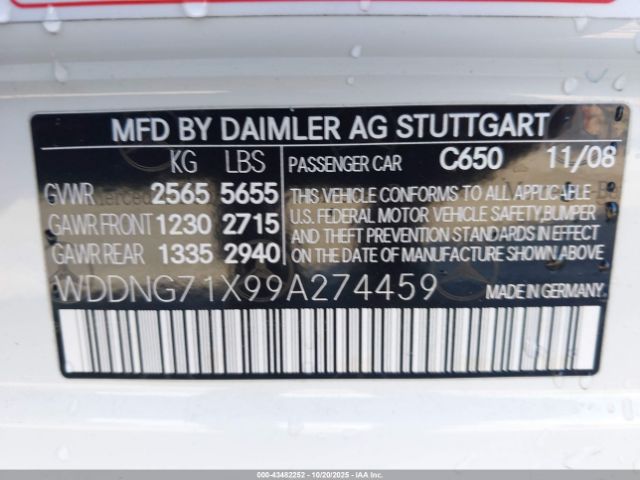 MFD BY DAIMLER AG STUTTGART
KG LBS PASSENGER CAR C650 11/08
GVWR 2565 5655 THIS VEHICLE CONFORMS TO ALL APPLICABLE
GAWR FRONT 1230 2715 U.S. FEDERAL MOTOR VEHICLE SAFETY,BUMPER
AND THEFT PREVENTION STANDARDS IN EFFECT
GAWR REAR 1335 2940 ON THE DATE OF MANUFACTURE SHOWN ABOVE.
WDDNG71X99A274459 MADE IN GERMANY.
000-43482252 | 10/20/2025 | IAAI.com